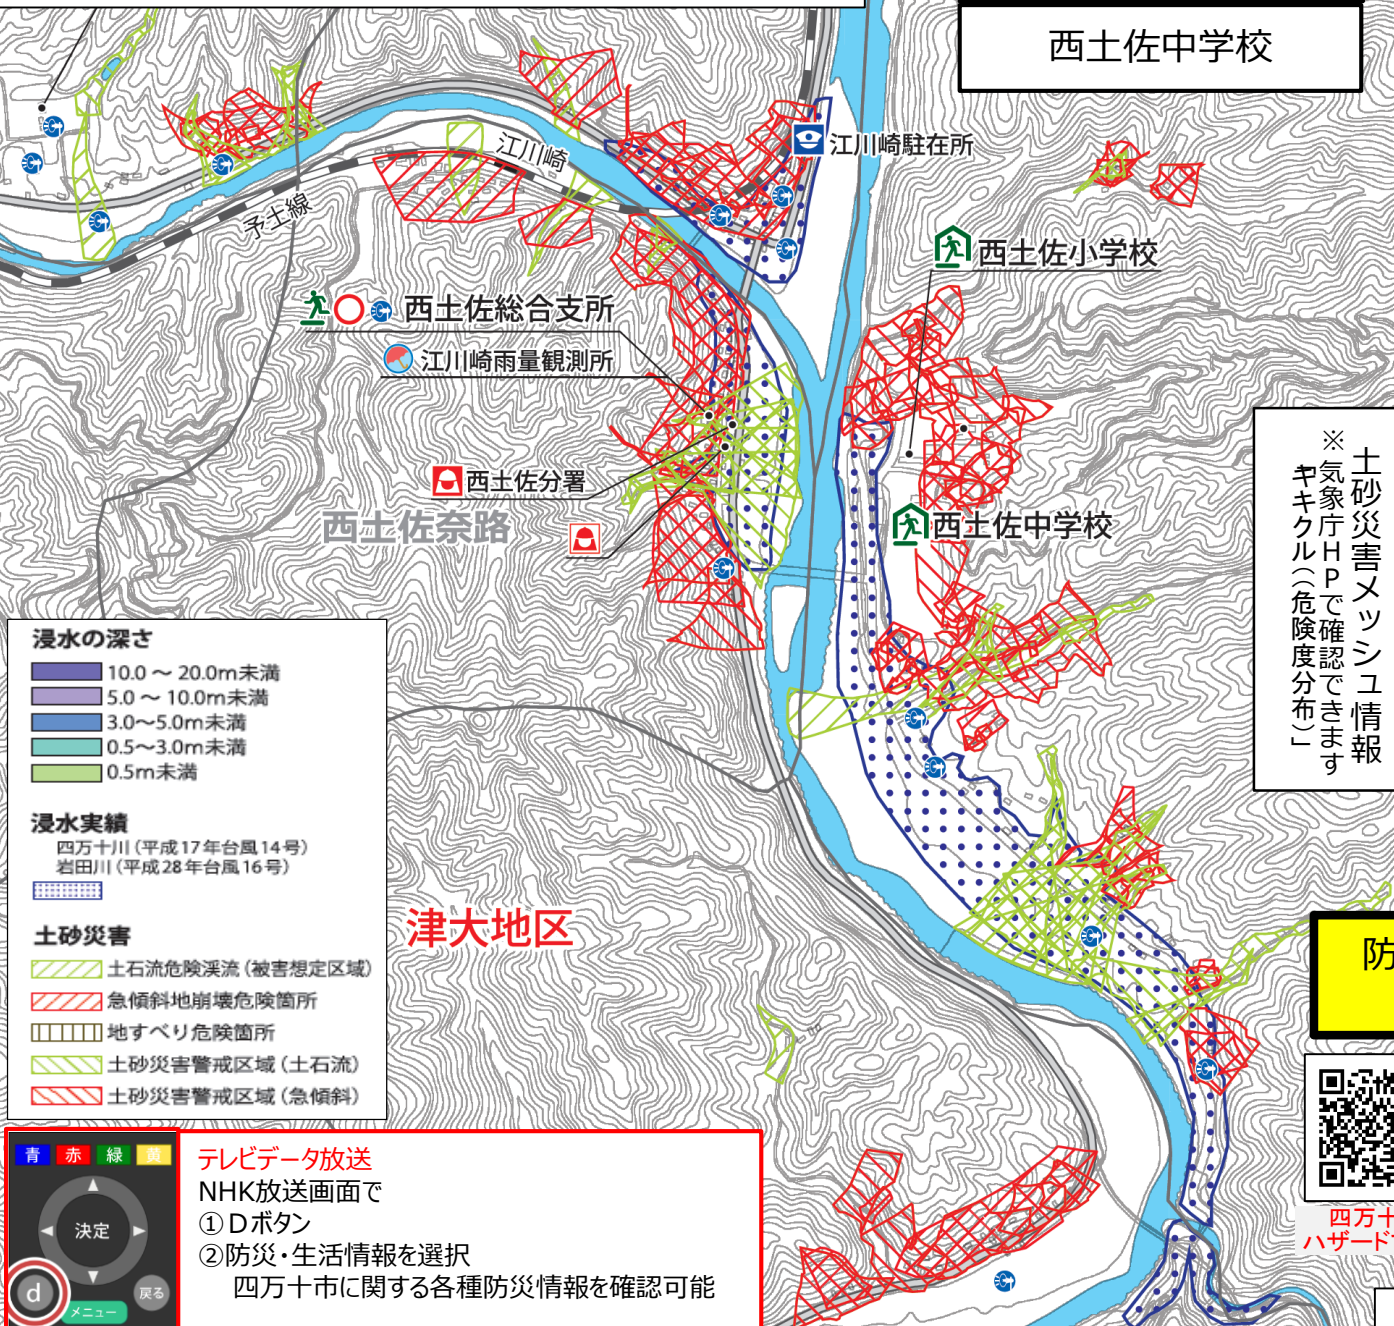 西土佐中学校
江川崎駐在所
江川崎
予土線
西土佐小学校
西土佐総合支所
江川崎雨量観測所
西土佐分署
西土佐奈路
西土佐中学校
土砂災害メッシュ情報
※気象庁HPで確認できます
「キキクル(危険度分布)」
浸水の深さ
10.0～20.0m未満
5.0～10.0m未満
3.0～5.0m未満
0.5～3.0m未満
0.5m未満
浸水実績
四万十川(平成17年台風14号)
岩田川(平成28年台風16号)
土砂災害
土石流危険渓流(被害想定区域)
急傾斜地崩壊危険箇所
地すべり危険箇所
土砂災害警戒区域(土石流)
土砂災害警戒区域(急傾斜)
津大地区
防
四万十
ハザード
青 赤 緑 黄
決定
d
戻る
メニュー
テレビデータ放送
NHK放送画面で
①Dボタン
②防災・生活情報を選択
四万十市に関する各種防災情報を確認可能